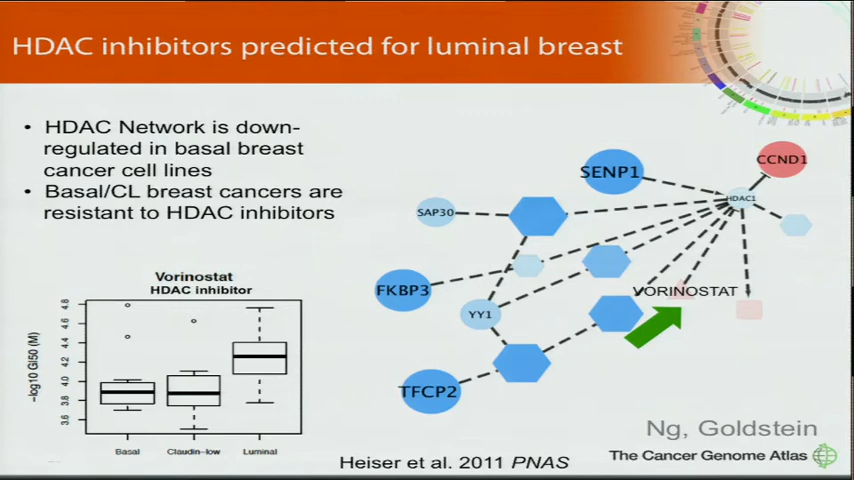 HDAC inhibitors predicted for luminal breast
• HDAC Network is down-
regulated in basal breast
cancer cell lines
• Basal/CL breast cancers are
resistant to HDAC inhibitors
SENP1
CCND1
HDAC1
SAP30
FKBP3
VORINOSTAT
YY1
TFCP2
Vorinostat
HDAC inhibitor
−log10 GI50 (M)
4.8
4.6
4.4
4.2
4.0
3.8
3.6
Basal
Claudin−low
Luminal
Ng, Goldstein
The Cancer Genome Atlas
Heiser et al. 2011 PNAS